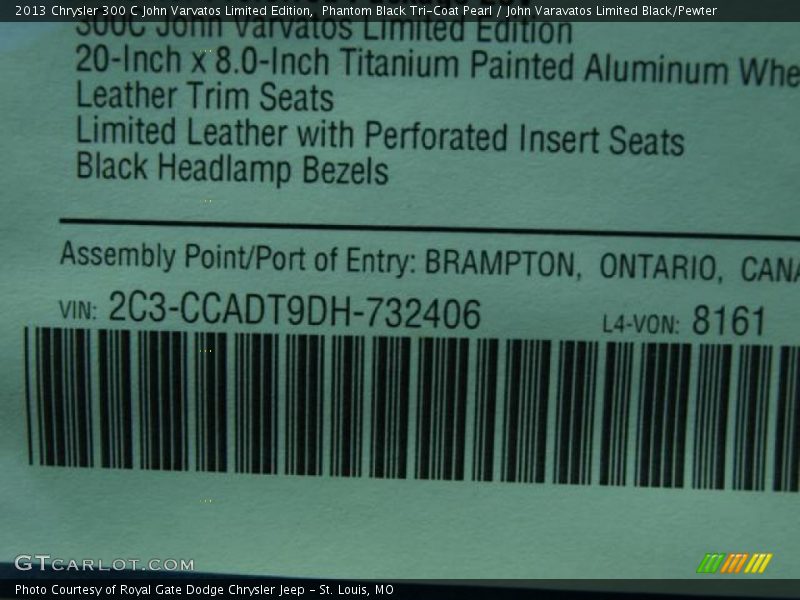 2013 Chrysler 300 C John Varvatos Limited Edition, Phantom Black Tri-Coat Pearl / John Varavatos Limited Black/Pewter
300C John Varvatos Limited Edition
20-Inch x 8.0-Inch Titanium Painted Aluminum Whe
Leather Trim Seats
Limited Leather with Perforated Insert Seats
Black Headlamp Bezels
Assembly Point/Port of Entry: BRAMPTON, ONTARIO, CANA
VIN: 2C3-CCADT9DH-732406
L4-VON: 8161
GTCARLOT.COM
Photo Courtesy of Royal Gate Dodge Chrysler Jeep - St. Louis, MO